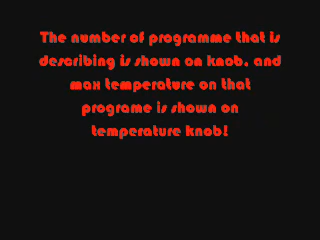 The number of programme that is
describing is shown on knob, and
max temperature on that
programe is shown on
temperature knob!